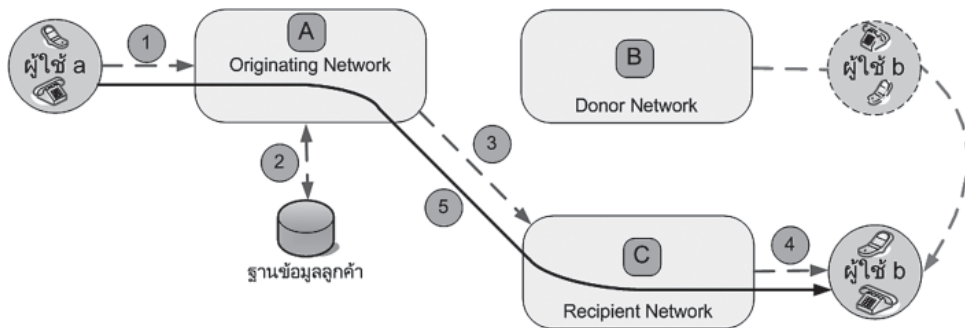 ผู้ใช้ a
1
A
Originating Network
2
ฐานข้อมูลลูกค้า
3
5
B
Donor Network
ผู้ใช้ b
C
Recipient Network
4
ผู้ใช้ b